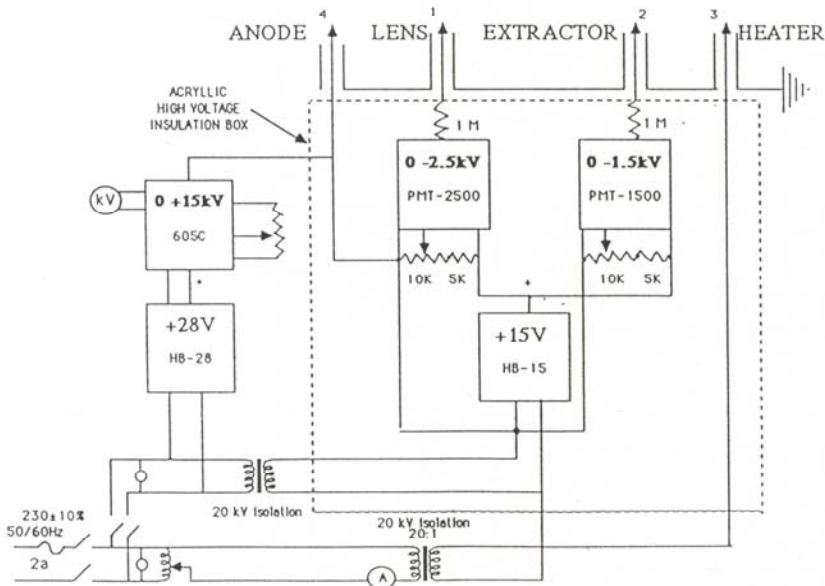 4 1 2 3
ANODE LENS EXTRACTOR HEATER
ACRYLLIC
HIGH VOLTAGE
INSULATION BOX
1 M 1 M
0 -2.5kV
PMT-2500
0 -1.5kV
PMT-1500
kV
0 +15kV
605C
10K 5K
10K 5K
+
+
+28V
HB-28
+15V
HB-15
20 kV Isolation
230±10%
50/60Hz
2a
20 kV Isolation
20:1
A